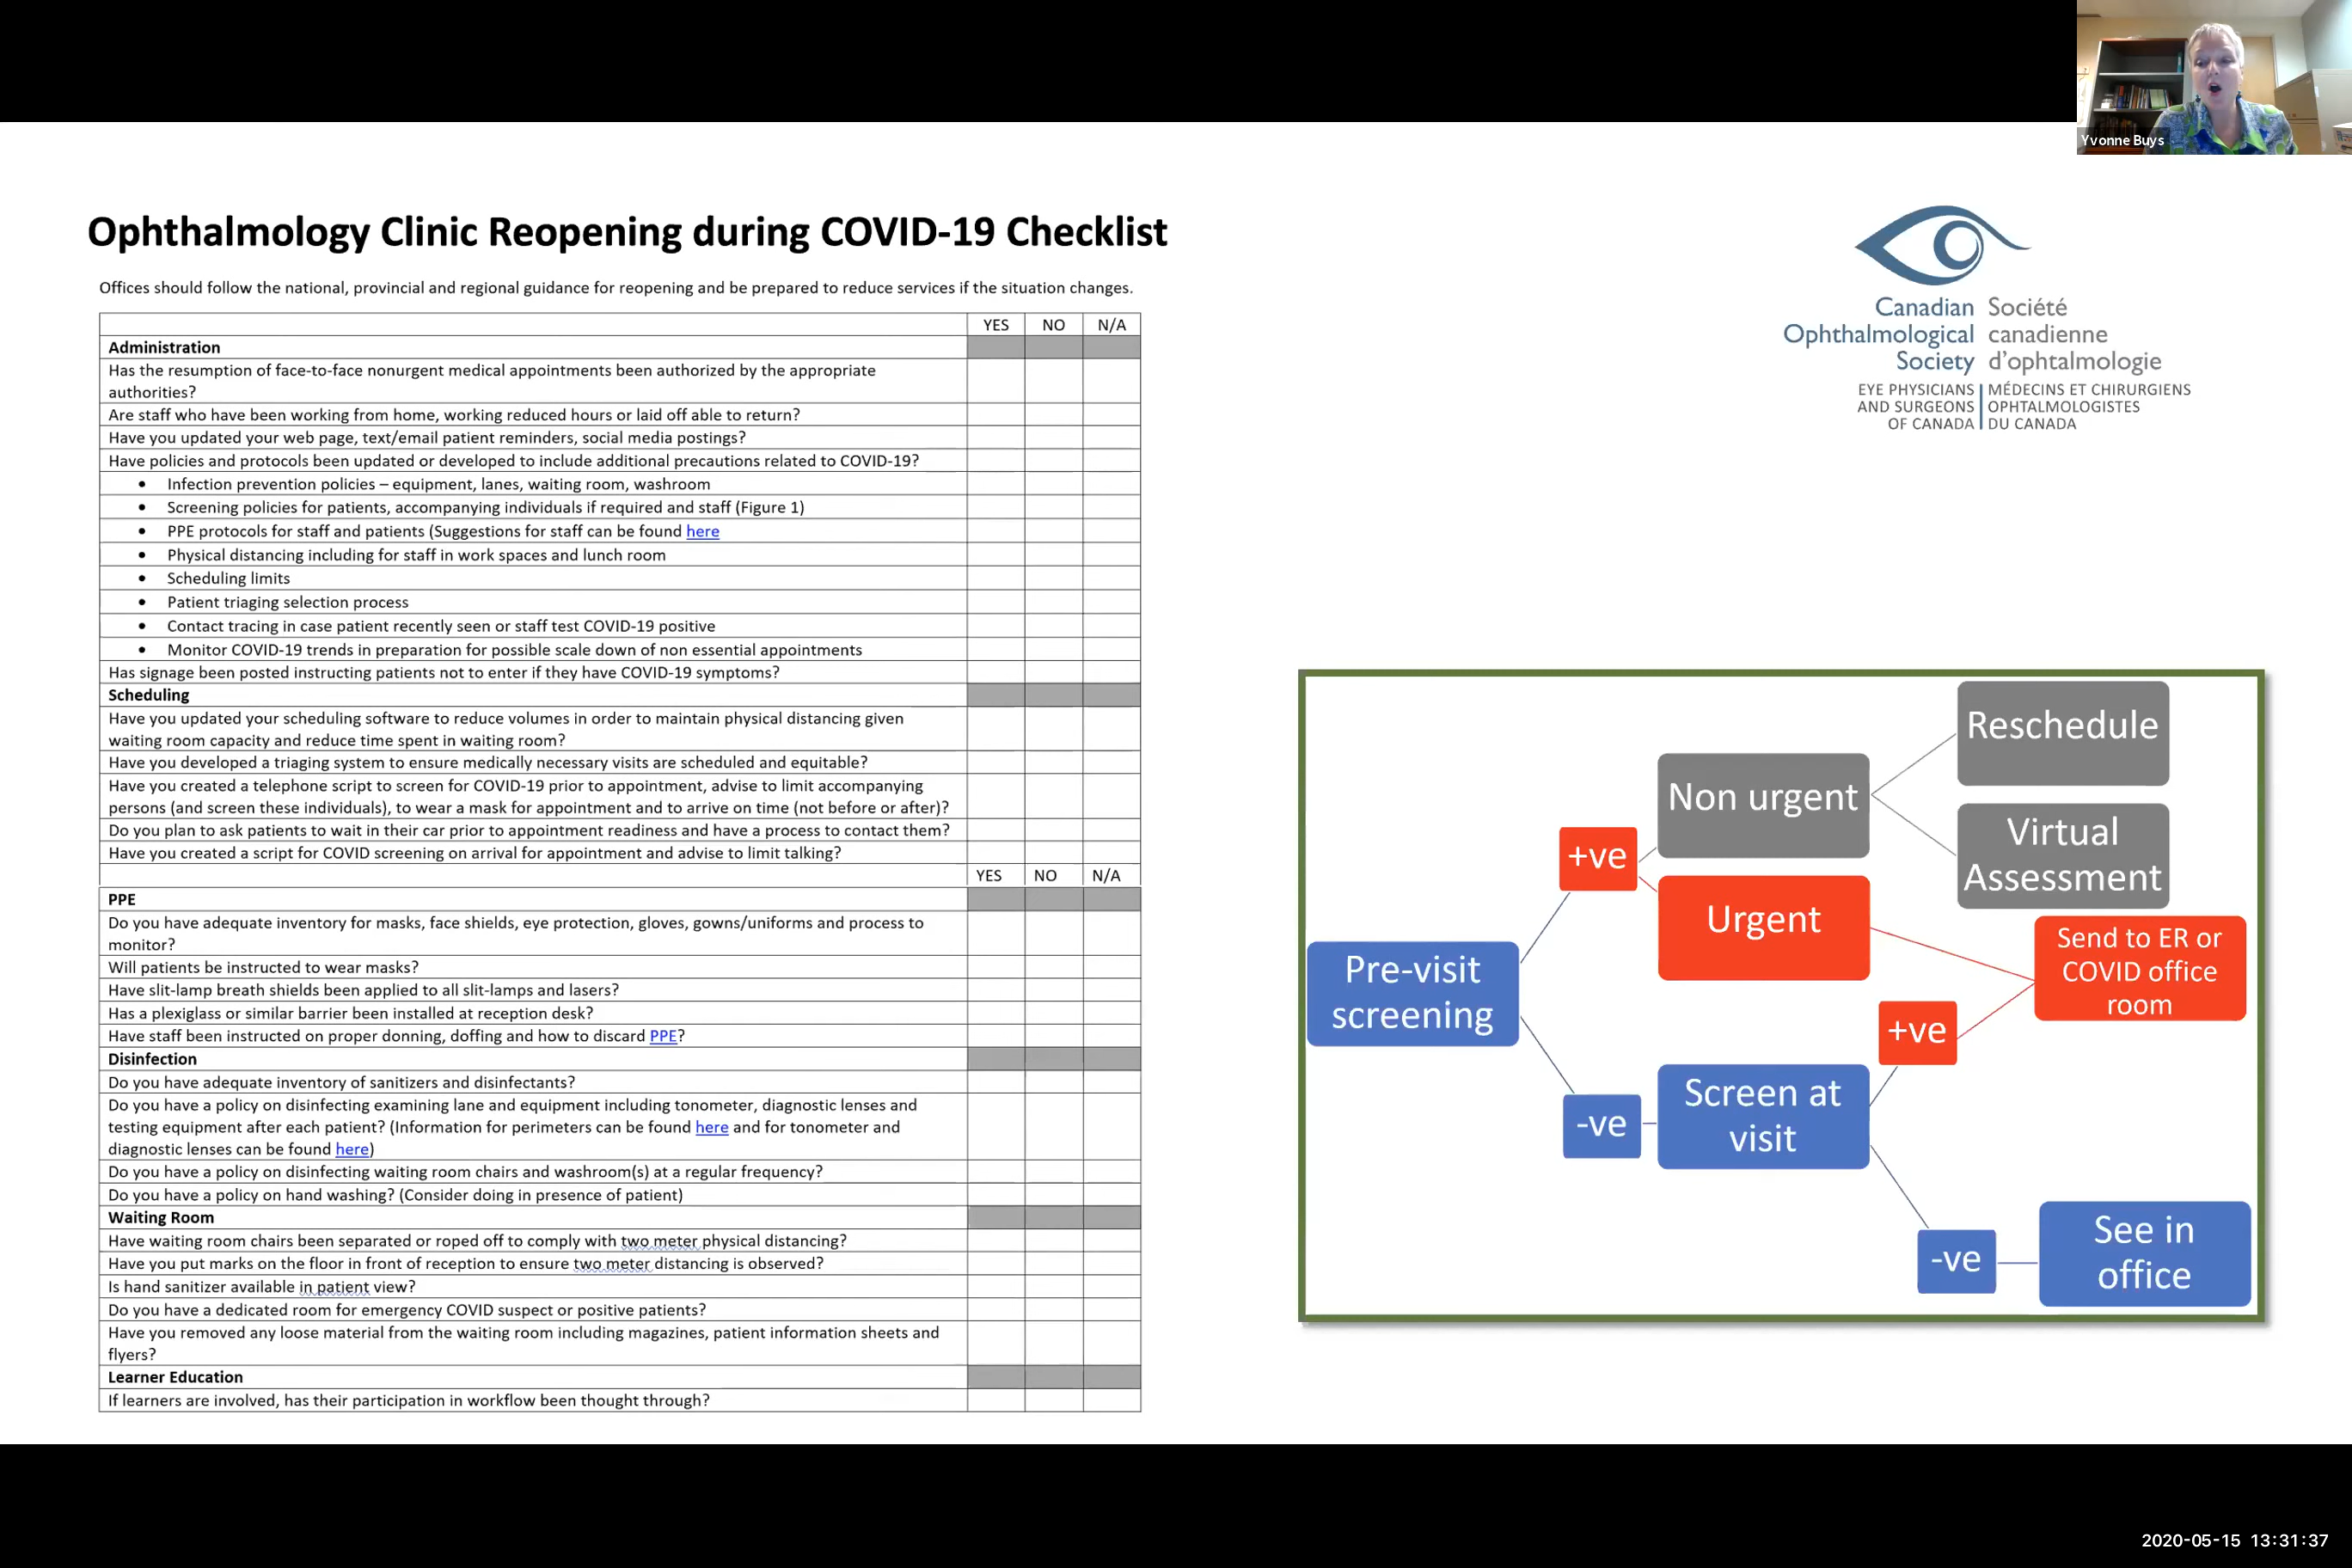 Yvonne Buys
Ophthalmology Clinic Reopening during COVID-19 Checklist
Offices should follow the national, provincial and regional guidance for reopening and be prepared to reduce services if the situation changes.
YES NO N/A
Administration
Has the resumption of face-to-face nonurgent medical appointments been authorized by the appropriate
authorities?
Are staff who have been working from home, working reduced hours or laid off able to return?
Have you updated your web page, text/email patient reminders, social media postings?
Have policies and protocols been updated or developed to include additional precautions related to COVID-19?
• Infection prevention policies – equipment, lanes, waiting room, washroom
• Screening policies for patients, accompanying individuals if required and staff (Figure 1)
• PPE protocols for staff and patients (Suggestions for staff can be found here
• Physical distancing including for staff in work spaces and lunch room
• Scheduling limits
• Patient triaging selection process
• Contact tracing in case patient recently seen or staff test COVID-19 positive
• Monitor COVID-19 trends in preparation for possible scale down of non essential appointments
Has signage been posted instructing patients not to enter if they have COVID-19 symptoms?
Scheduling
Have you updated your scheduling software to reduce volumes in order to maintain physical distancing given
waiting room capacity and reduce time spent in waiting room?
Have you developed a triaging system to ensure medically necessary visits are scheduled and equitable?
Have you created a telephone script to screen for COVID-19 prior to appointment, advise to limit accompanying
persons (and screen these individuals), to wear a mask for appointment and to arrive on time (not before or after)?
Do you plan to ask patients to wait in their car prior to appointment readiness and have a process to contact them?
Have you created a script for COVID screening on arrival for appointment and advise to limit talking?
YES NO N/A
PPE
Do you have adequate inventory for masks, face shields, eye protection, gloves, gowns/uniforms and process to
monitor?
Will patients be instructed to wear masks?
Have slit-lamp breath shields been applied to all slit-lamps and lasers?
Has a plexiglass or similar barrier been installed at reception desk?
Have staff been instructed on proper donning, doffing and how to discard PPE?
Disinfection
Do you have adequate inventory of sanitizers and disinfectants?
Do you have a policy on disinfecting examining lane and equipment including tonometer, diagnostic lenses and
testing equipment after each patient? (Information for perimeters can be found here and for tonometer and
diagnostic lenses can be found here)
Do you have a policy on disinfecting waiting room chairs and washroom(s) at a regular frequency?
Do you have a policy on hand washing? (Consider doing in presence of patient)
Waiting Room
Have waiting room chairs been separated or roped off to comply with two meter physical distancing?
Have you put marks on the floor in front of reception to ensure two meter distancing is observed?
Is hand sanitizer available in patient view?
Do you have a dedicated room for emergency COVID suspect or positive patients?
Have you removed any loose material from the waiting room including magazines, patient information sheets and
flyers?
Learner Education
If learners are involved, has their participation in workflow been thought through?
Canadian
Ophthalmological
Society
EYE PHYSICIANS
AND SURGEONS
OF CANADA
Société
canadienne
d'ophtalmologie
MÉDECINS ET CHIRURGIENS
OPHTALMOLOGISTES
DU CANADA
Pre-visit
screening
+ve
Non urgent
Reschedule
Virtual
Assessment
Urgent
Send to ER or
COVID office
room
-ve
Screen at
visit
+ve
-ve
See in
office
2020-05-15 13:31:37